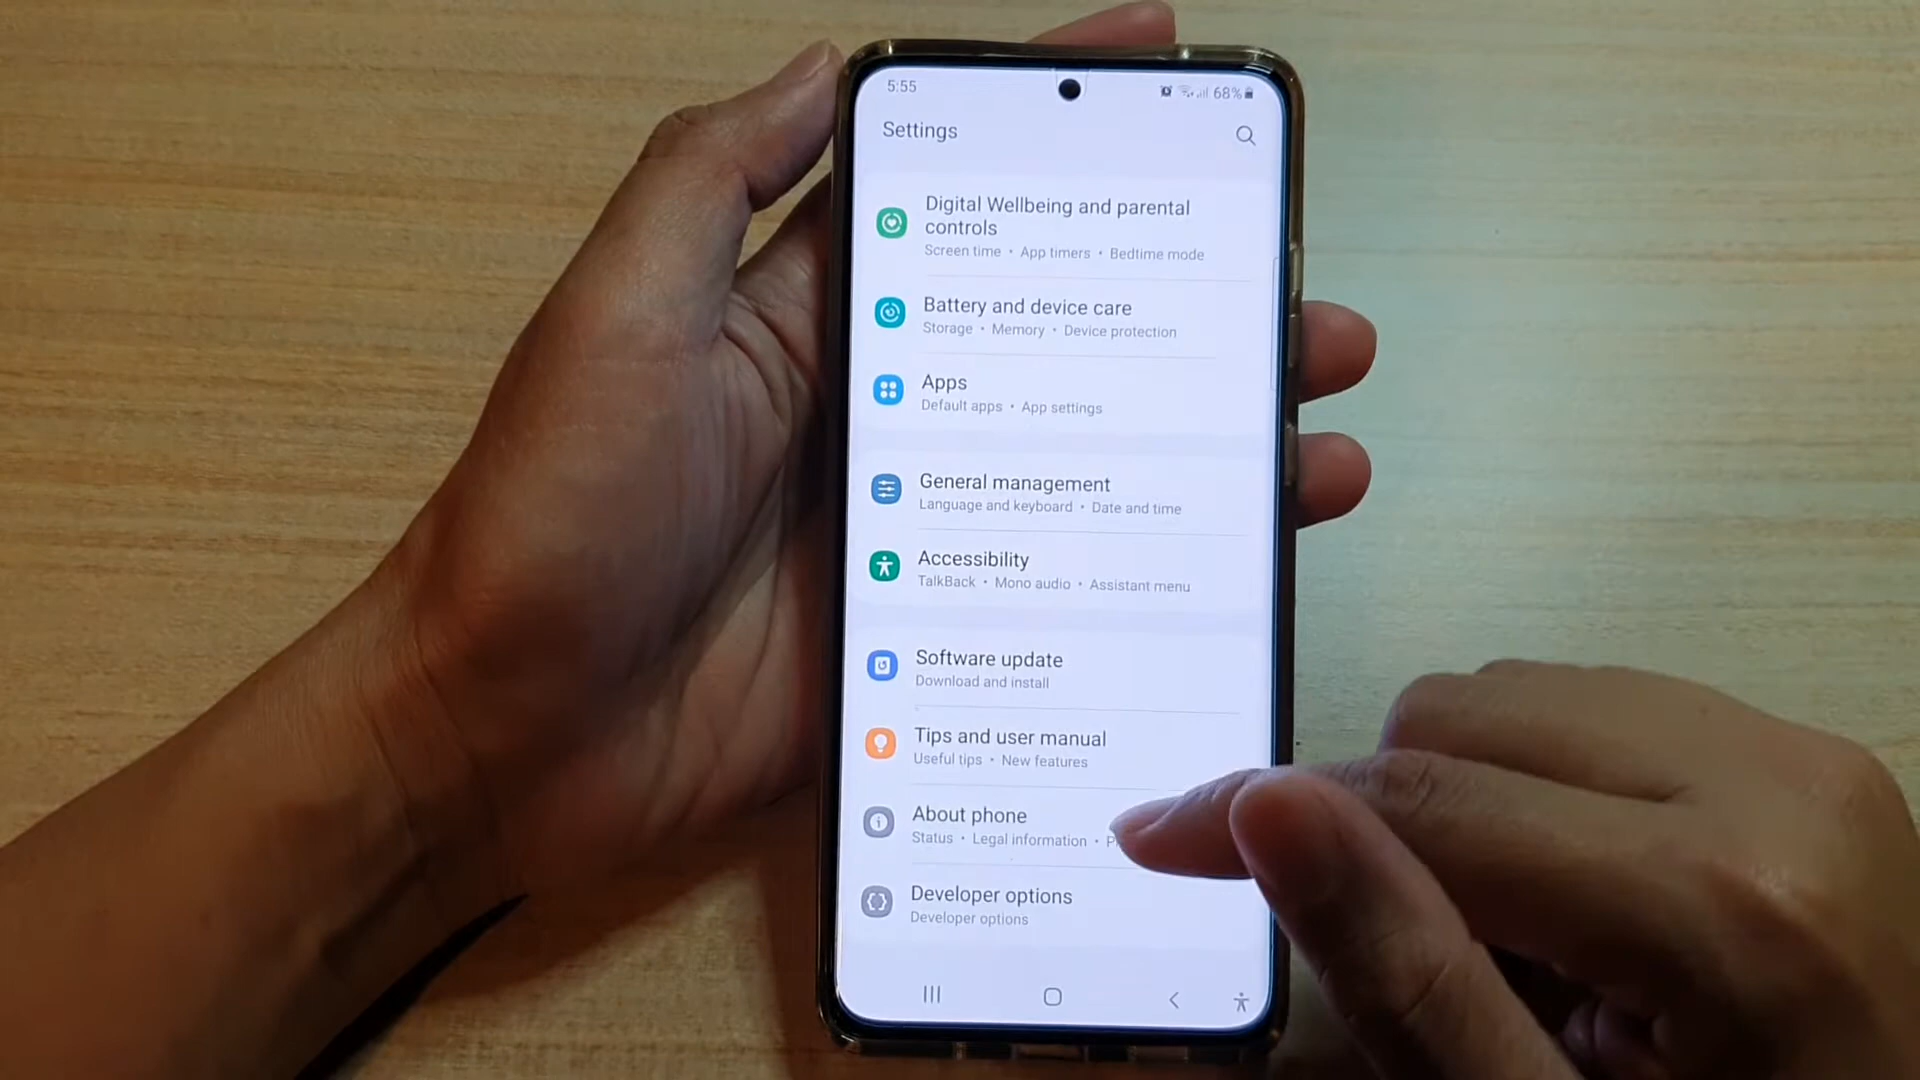 5:55
68%
Settings
Digital Wellbeing and parental
controls
Screen time • App timers • Bedtime mode
Battery and device care
Storage • Memory • Device protection
Apps
Default apps • App settings
General management
Language and keyboard • Date and time
Accessibility
TalkBack • Mono audio • Assistant menu
Software update
Download and install
Tips and user manual
Useful tips • New features
About phone
Status • Legal information •
Developer options
Developer options